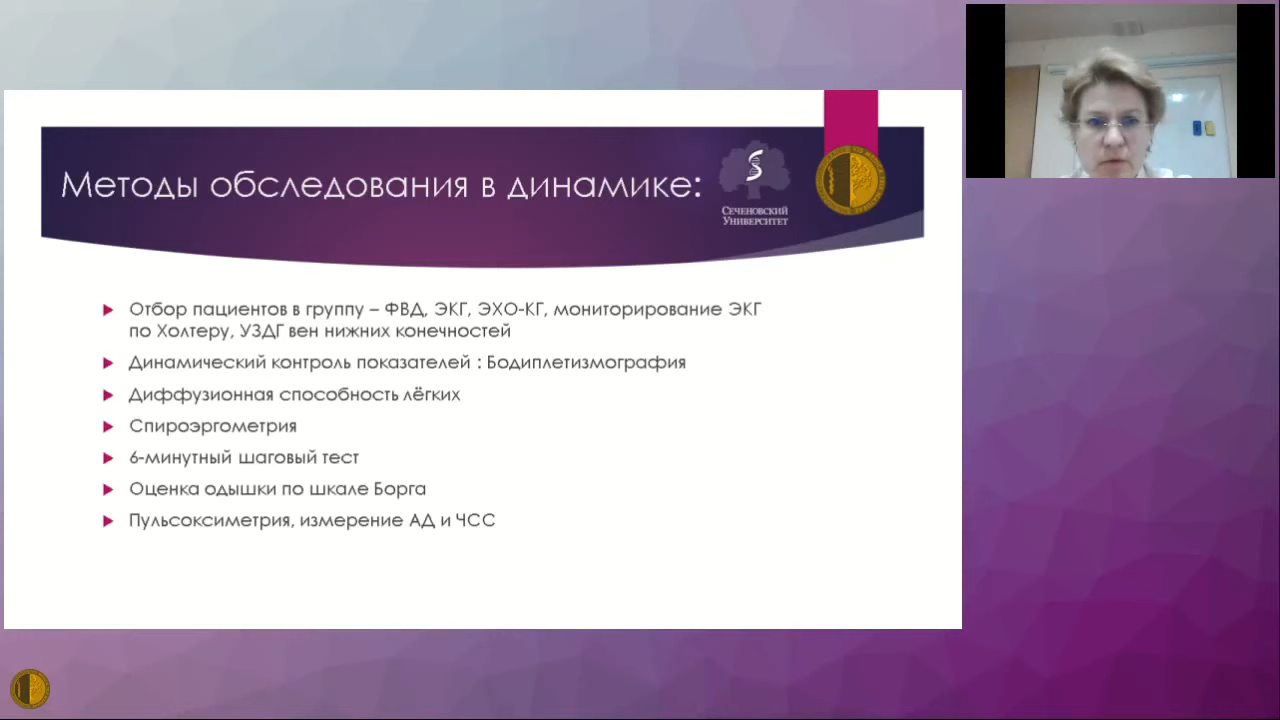 Методы обследования в динамике:
Сеченовский
Университет
Отбор пациентов в группу – ФВД, ЭКГ, ЭХО-КГ, мониторирование ЭКГ
по Холтеру, УЗДГ вен нижних конечностей
Динамический контроль показателей : Бодиплетизмография
Диффузионная способность лёгких
Спироэргометрия
6-минутный шаговый тест
Оценка одышки по шкале Борга
Пульсоксиметрия, измерение АД и ЧСС